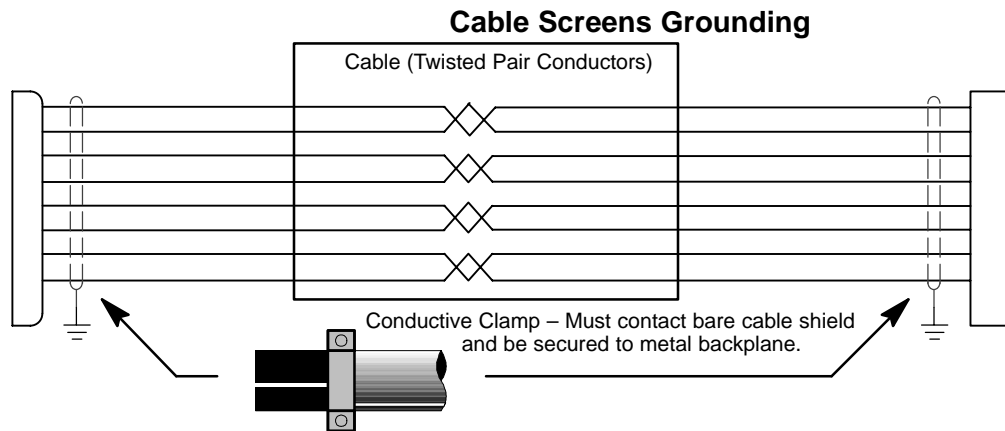 Cable Screens Grounding
Cable (Twisted Pair Conductors)
Conductive Clamp – Must contact bare cable shield
and be secured to metal backplane.